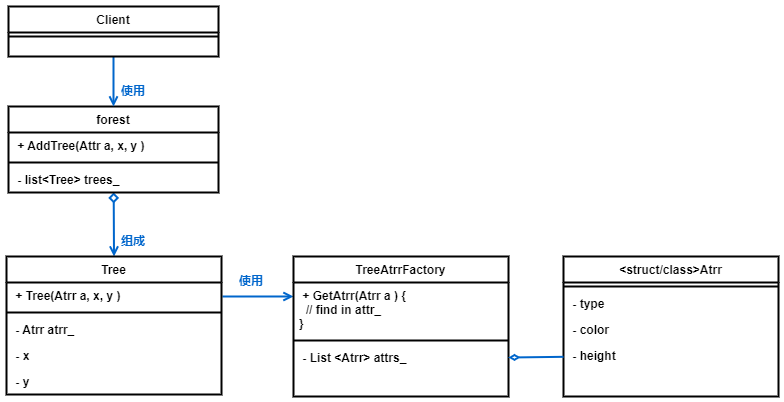 Client
使用
forest
+ AddTree(Attr a, x, y )
- list<Tree> trees_
组成
Tree
+ Tree(Atrr a, x, y )
- Atrr atrr_
- x
- y
使用
TreeAtrrFactory
+ GetAtrr(Atrr a ) {
// find in attr_
}
- List <Atrr> attrs_
<struct/class>Atrr
- type
- color
- height